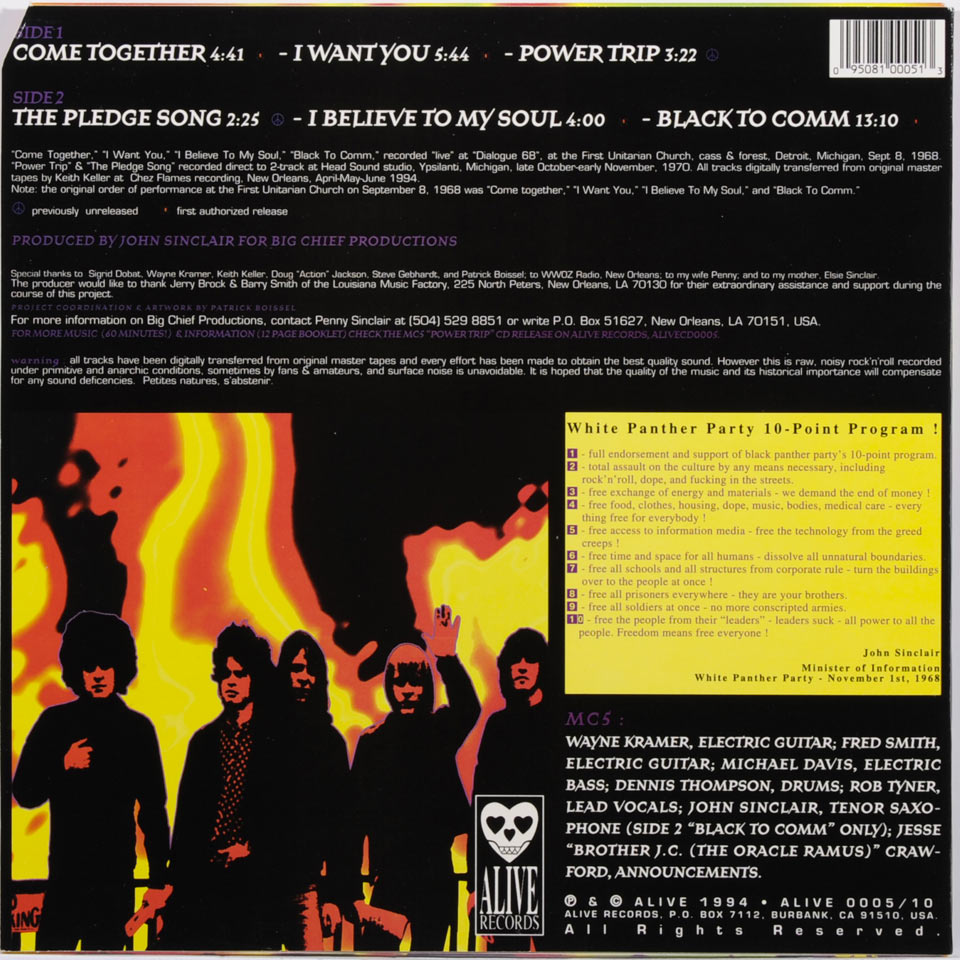 SIDE 1
COME TOGETHER 4:41 - I WANT YOU 5:44 - POWER TRIP 3:22
0 95081 00051 3
SIDE 2
THE PLEDGE SONG 2:25 - I BELIEVE TO MY SOUL 4:00 - BLACK TO COMM 13:10
"Come Together," "I Want You," "I Believe To My Soul," "Black To Comm," recorded "live" at "Dialogue 68", at the First Unitarian Church, cass & forest, Detroit, Michigan, Sept 8, 1968.
"Power Trip" & "The Pledge Song" recorded direct to 2-track at Head Sound studio, Ypsilanti, Michigan, late October-early November, 1970. All tracks digitally transferred from original master
tapes by Keith Keller at Chez Flames recording, New Orleans, April-May-June 1994.
Note: the original order of performance at the First Unitarian Church on September 8, 1968 was "Come together," "I Want You," "I Believe To My Soul," and "Black To Comm."
previously unreleased first authorized release
PRODUCED BY JOHN SINCLAIR FOR BIG CHIEF PRODUCTIONS
Special thanks to Sigrid Dobat, Wayne Kramer, Keith Keller, Doug "Action" Jackson, Steve Gebhardt, and Patrick Boissel; to WWOZ Radio, New Orleans; to my wife Penny; and to my mother, Elsie Sinclair.
The producer would like to thank Jerry Brock & Barry Smith of the Louisiana Music Factory, 225 North Peters, New Orleans, LA 70130 for their extraordinary assistance and support during the
course of this project.
PROJECT COORDINATION & ARTWORK BY PATRICK BOISSEL
For more information on Big Chief Productions, contact Penny Sinclair at (504) 529 8851 or write P.O. Box 51627, New Orleans, LA 70151, USA.
FOR MORE MUSIC (60 MINUTES!) & INFORMATION (12 PAGE BOOKLET) CHECK THE MC5 "POWER TRIP" CD RELEASE ON ALIVE RECORDS, ALIVECD0005.
warning : all tracks have been digitally transferred from original master tapes and every effort has been made to obtain the best quality sound. However this is raw, noisy rock'n'roll recorded
under primitive and anarchic conditions, sometimes by fans & amateurs, and surface noise is unavoidable. It is hoped that the quality of the music and its historical importance will compensate
for any sound deficencies. Petites natures, s'abstenir.
White Panther Party 10-Point Program !
1 - full endorsement and support of black panther party's 10-point program.
2 - total assault on the culture by any means necessary, including
rock'n'roll, dope, and fucking in the streets.
3 - free exchange of energy and materials - we demand the end of money !
4 - free food, clothes, housing, dope, music, bodies, medical care - every
thing free for everybody !
5 - free access to information media - free the technology from the greed
creeps !
6 - free time and space for all humans - dissolve all unnatural boundaries.
7 - free all schools and all structures from corporate rule - turn the buildings
over to the people at once !
8 - free all prisoners everywhere - they are your brothers.
9 - free all soldiers at once - no more conscripted armies.
10 - free the people from their "leaders" - leaders suck - all power to all the
people. Freedom means free everyone !
John Sinclair
Minister of Information
White Panther Party - November 1st, 1968
MC5 :
WAYNE KRAMER, ELECTRIC GUITAR; FRED SMITH,
ELECTRIC GUITAR; MICHAEL DAVIS, ELECTRIC
BASS; DENNIS THOMPSON, DRUMS; ROB TYNER,
LEAD VOCALS; JOHN SINCLAIR, TENOR SAXO-
PHONE (SIDE 2 "BLACK TO COMM" ONLY); JESSE
"BROTHER J.C. (THE ORACLE RAMUS)" CRAW-
FORD, ANNOUNCEMENTS.
ALIVE
RECORDS
KING
℗ & © ALIVE 1994 • ALIVE 0005/10
ALIVE RECORDS, P.O. BOX 7112, BURBANK, CA 91510, USA.
All Rights Reserved.